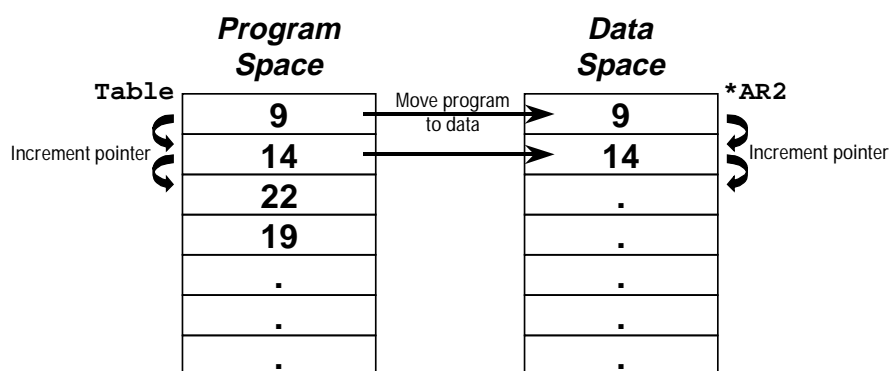 Program
Space
Data
Space
Table
*AR2
9
Move program
to data
9
Increment pointer
14
14
Increment pointer
22
.
19
.
.
.
.
.
.
.